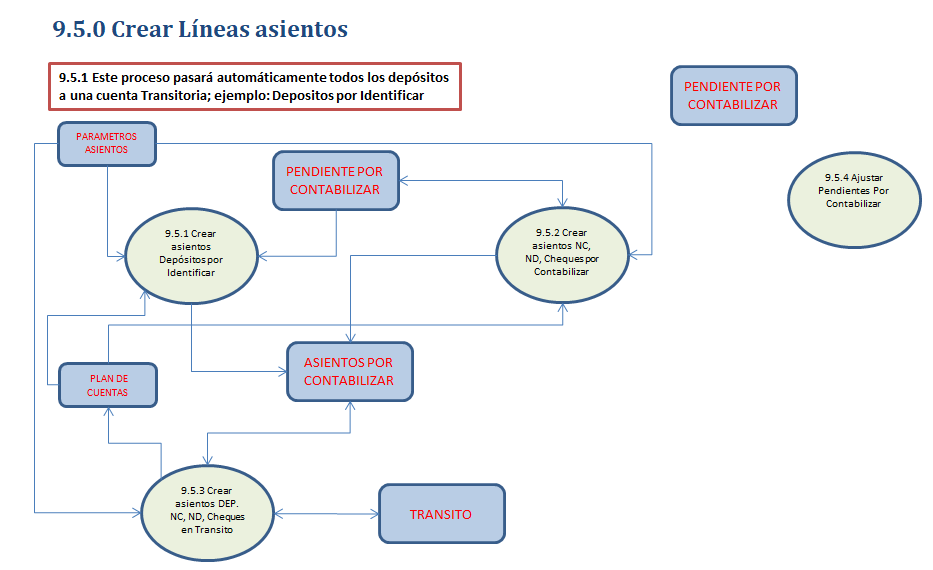 9.5.0 Crear Líneas asientos
9.5.1 Este proceso pasará automáticamente todos los depósitos
a una cuenta Transitoria; ejemplo: Depositos por Identificar
PENDIENTE POR
CONTABILIZAR
PARAMETROS
ASIENTOS
PENDIENTE POR
CONTABILIZAR
9.5.4 Ajustar
Pendientes Por
Contabilizar
9.5.1 Crear
asientos
Depósitos por
Identificar
9.5.2 Crear
asientos NC,
ND, Cheques por
Contabilizar
ASIENTOS POR
CONTABILIZAR
PLAN DE
CUENTAS
9.5.3 Crear
asientos DEP.
NC, ND, Cheques
en Transito
TRANSITO